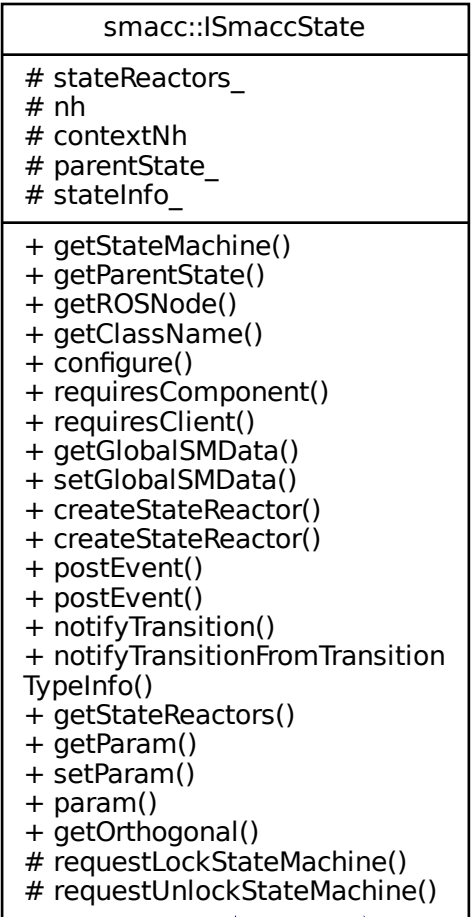 smacc::ISmaccState
# stateReactors_
# nh
# contextNh
# parentState_
# stateInfo_
+ getStateMachine()
+ getParentState()
+ getROSNode()
+ getClassName()
+ configure()
+ requiresComponent()
+ requiresClient()
+ getGlobalSMData()
+ setGlobalSMData()
+ createStateReactor()
+ createStateReactor()
+ postEvent()
+ postEvent()
+ notifyTransition()
+ notifyTransitionFromTransition
TypeInfo()
+ getStateReactors()
+ getParam()
+ setParam()
+ param()
+ getOrthogonal()
# requestLockStateMachine()
# requestUnlockStateMachine()